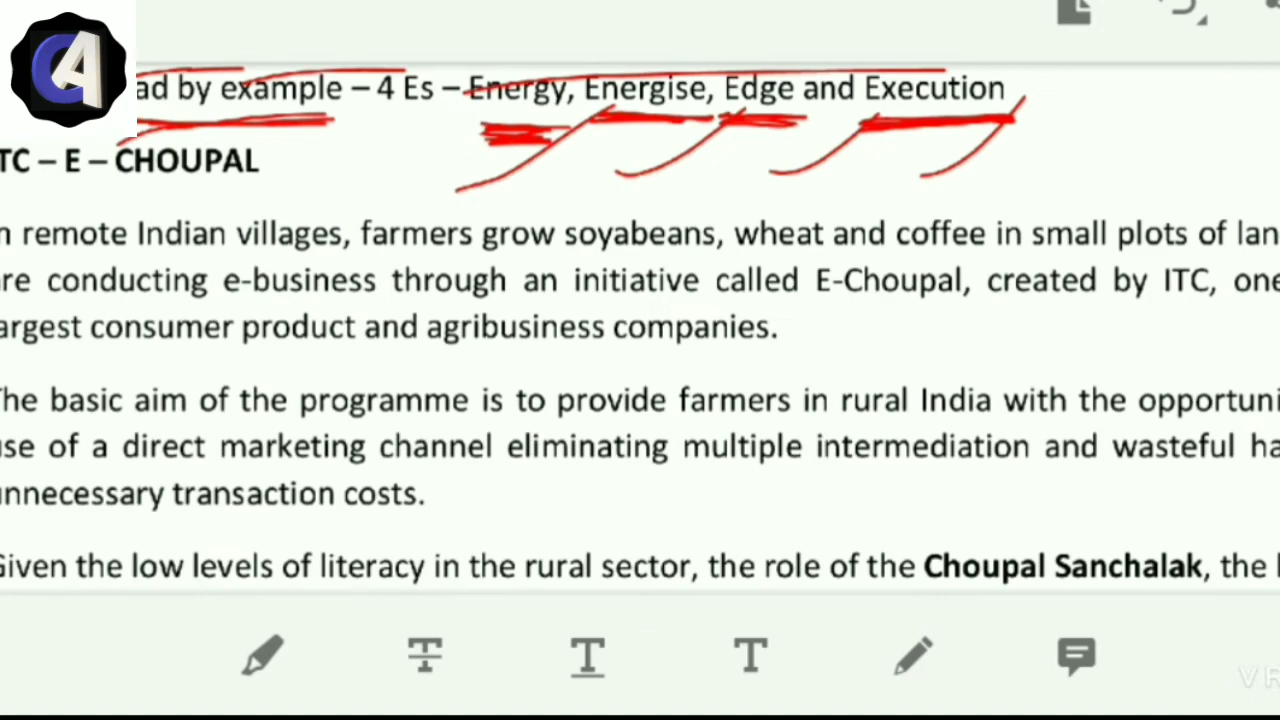 CA
ad by example – 4 Es – Energy, Energise, Edge and Execution
TC – E – CHOUPAL
n remote Indian villages, farmers grow soyabeans, wheat and coffee in small plots of lan
re conducting e-business through an initiative called E-Choupal, created by ITC, one
argest consumer product and agribusiness companies.
The basic aim of the programme is to provide farmers in rural India with the opportuni
use of a direct marketing channel eliminating multiple intermediation and wasteful ha
unnecessary transaction costs.
Given the low levels of literacy in the rural sector, the role of the Choupal Sanchalak, the l
T T T
V R